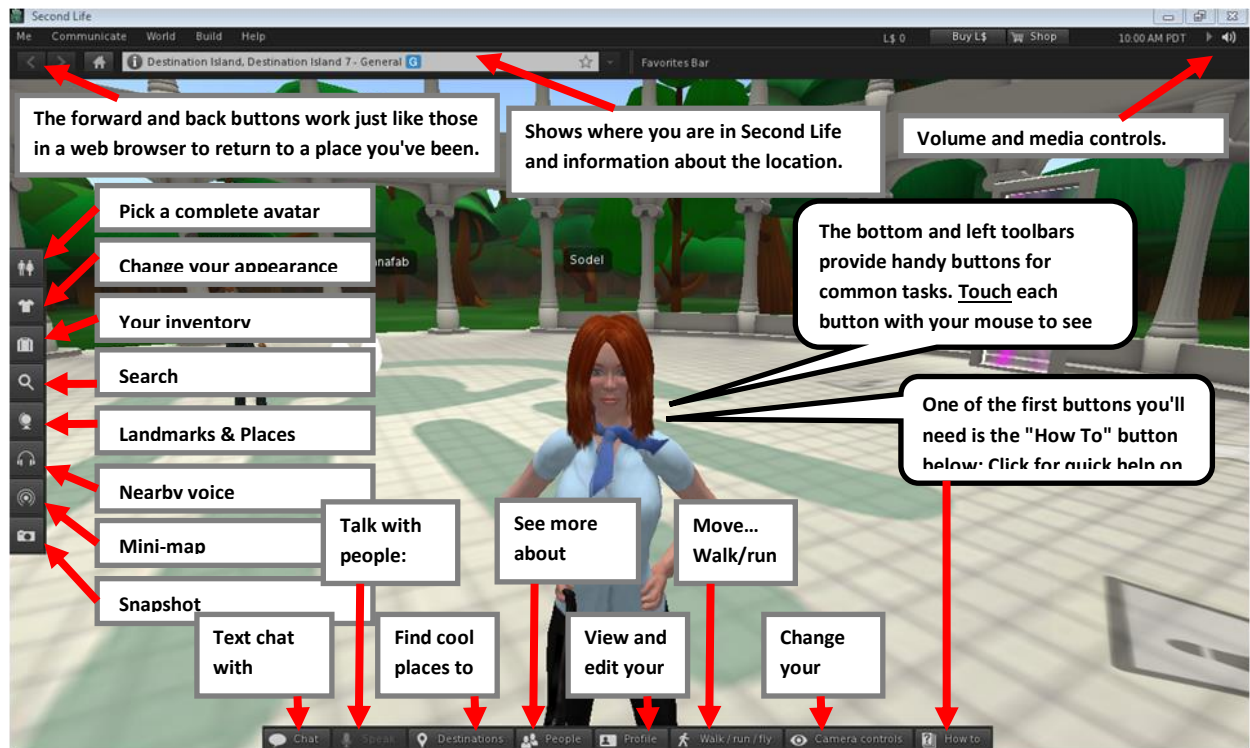 Second Life
Me Communicate World Build Help L$ 0 Buy L$ Shop 10:00 AM PDT
Destination Island, Destination Island 7 - General G Favorites Bar
The forward and back buttons work just like those
in a web browser to return to a place you've been.
Shows where you are in Second Life
and information about the location.
Volume and media controls.
Pick a complete avatar
Change your appearance
Your inventory
Search
Landmarks & Places
Nearby voice
Mini-map
Snapshot
nafab
Sodel
The bottom and left toolbars
provide handy buttons for
common tasks. Touch each
button with your mouse to see
One of the first buttons you'll
need is the "How To" button
below: Click for quick help on
Talk with
people:
See more
about
Move...
Walk/run
Text chat
with
Find cool
places to
View and
edit your
Change
your
Chat Speak Destinations People Profile Walk / run / fly Camera controls How to